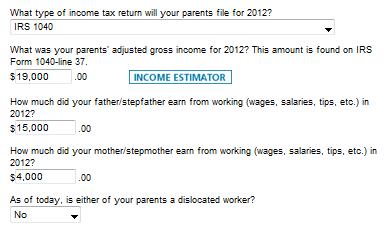 What type of income tax return will your parents file for 2012?
IRS 1040
What was your parents' adjusted gross income for 2012? This amount is found on IRS
Form 1040-line 37.
$ 19,000 .00 INCOME ESTIMATOR
How much did your father/stepfather earn from working (wages, salaries, tips, etc.) in
2012?
$ 15,000 .00
How much did your mother/stepmother earn from working (wages, salaries, tips, etc.) in
2012?
$ 4,000 .00
As of today, is either of your parents a dislocated worker?
No